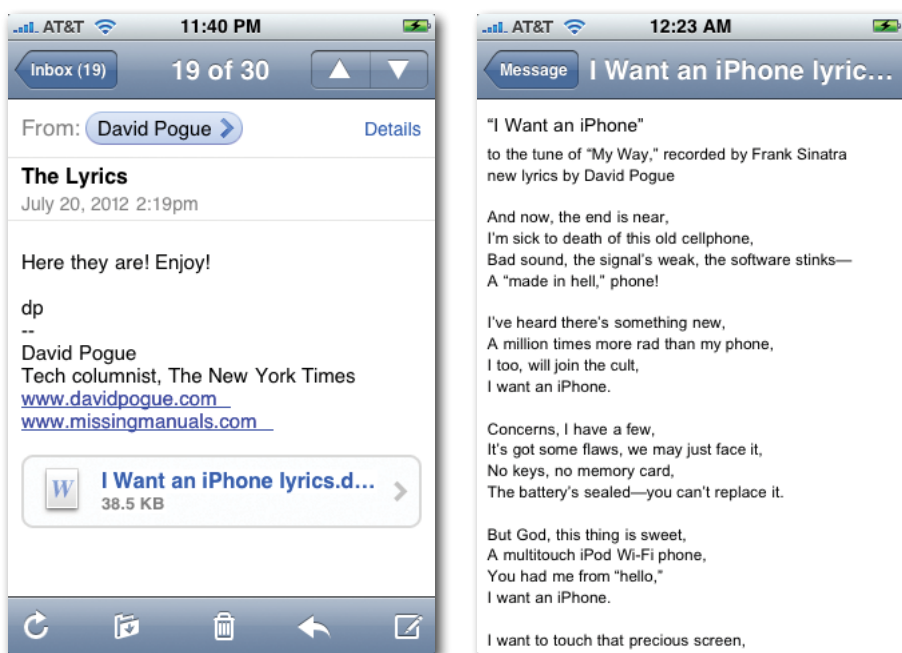 AT&T 11:40 PM
Inbox (19) 19 of 30
From: David Pogue Details
The Lyrics
July 20, 2012 2:19pm
Here they are! Enjoy!
dp
--
David Pogue
Tech columnist, The New York Times
www.davidpogue.com
www.missingmanuals.com
W I Want an iPhone lyrics.d...
38.5 KB
AT&T 12:23 AM
Message I Want an iPhone lyric...
“I Want an iPhone”
to the tune of “My Way,” recorded by Frank Sinatra
new lyrics by David Pogue
And now, the end is near,
I’m sick to death of this old cellphone,
Bad sound, the signal’s weak, the software stinks—
A “made in hell,” phone!
I’ve heard there’s something new,
A million times more rad than my phone,
I too, will join the cult,
I want an iPhone.
Concerns, I have a few,
It’s got some flaws, we may just face it,
No keys, no memory card,
The battery’s sealed—you can’t replace it.
But God, this thing is sweet,
A multitouch iPod Wi-Fi phone,
You had me from “hello,”
I want an iPhone.
I want to touch that precious screen,